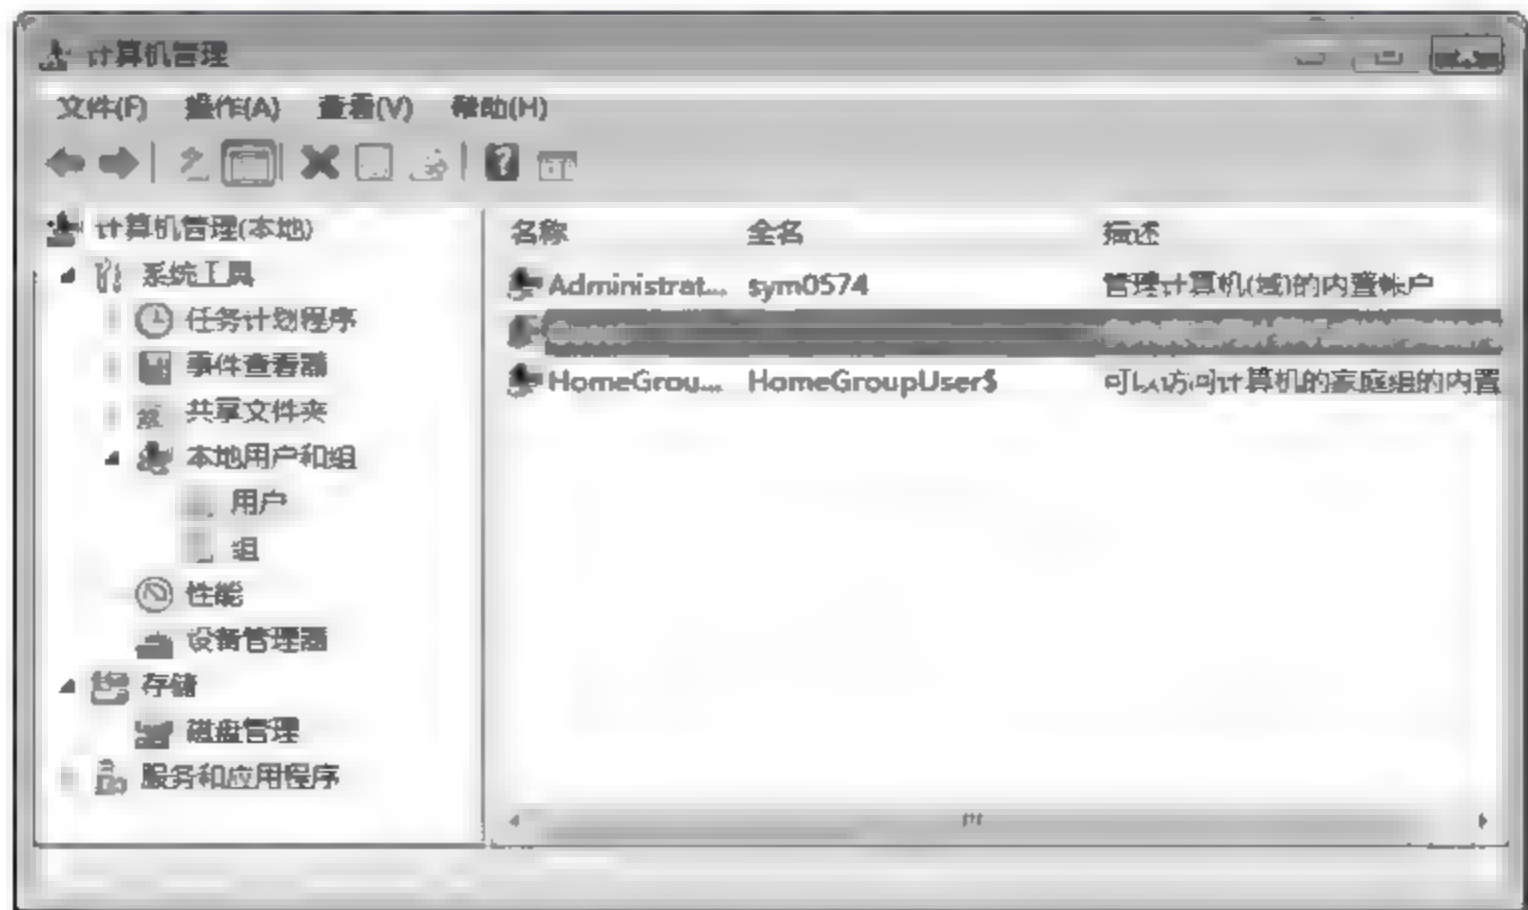 计算机管理
文件(F) 操作(A) 查看(V) 帮助(H)
计算机管理(本地)
系统工具
任务计划程序
事件查看器
共享文件夹
本地用户和组
用户
组
性能
设备管理器
存储
磁盘管理
服务和应用程序
名称 全名 描述
Administrat... sym0574 管理计算机(域)的内置帐户
HomeGrou... HomeGroupUser$ 可以访问计算机的家庭组的内置